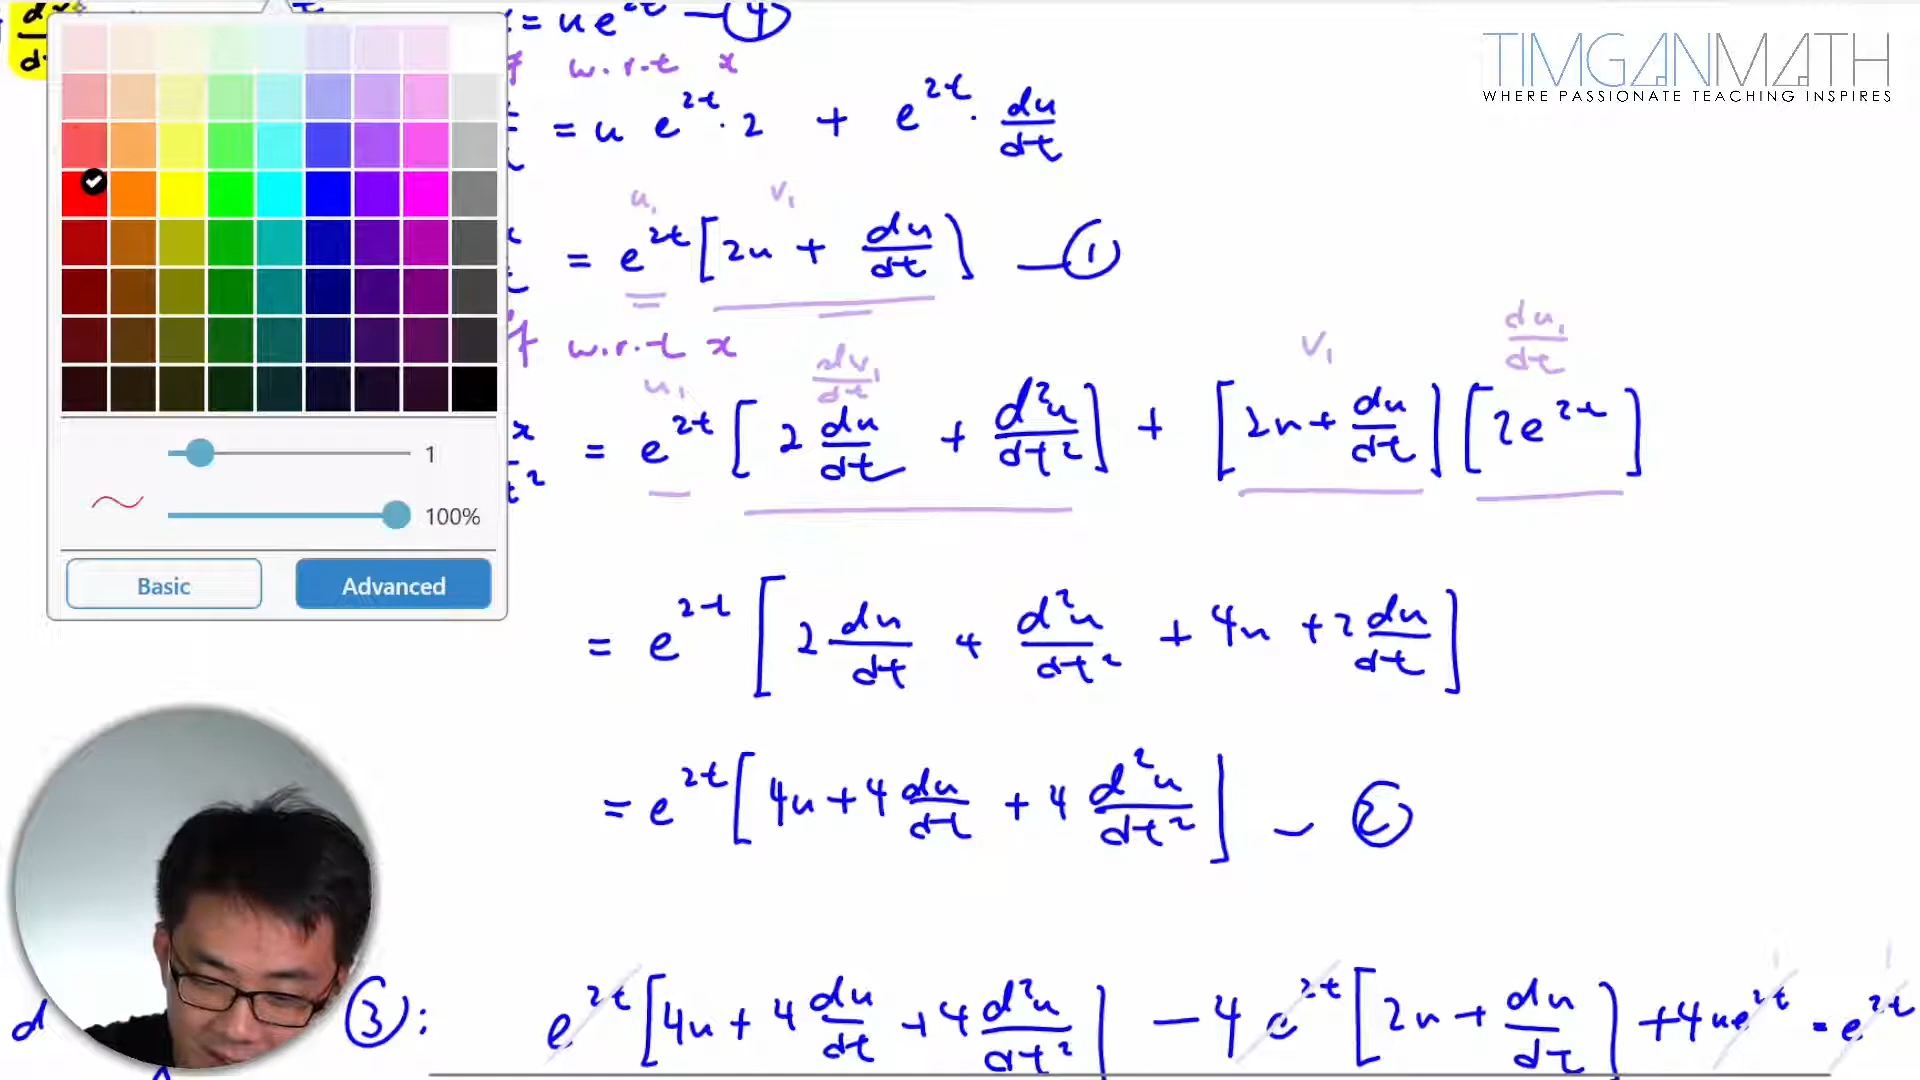 = u e^{2t} — (4)
w.r.t x
= u e^{2t} · 2 + e^{2t} · du/dt
u₁ v₁
= e^{2t} [2u + du/dt] — (1)
w.r.t x
u₁ dv₁/dt v₁ du₁/dt
= e^{2t} [2 du/dt + d²u/dt²] + [2u + du/dt] [2e^{2t}]
= e^{2t} [2 du/dt + d²u/dt² + 4u + 2 du/dt]
= e^{2t} [4u + 4 du/dt + 4 d²u/dt²] — (2)
(3): e^{2t} [4u + 4 du/dt + 4 d²u/dt²] — 4 e^{2t} [2u + du/dt] + 4ue^{2t} = e^{2t}
TIMGANMATH
WHERE PASSIONATE TEACHING INSPIRES
1
100%
Basic Advanced